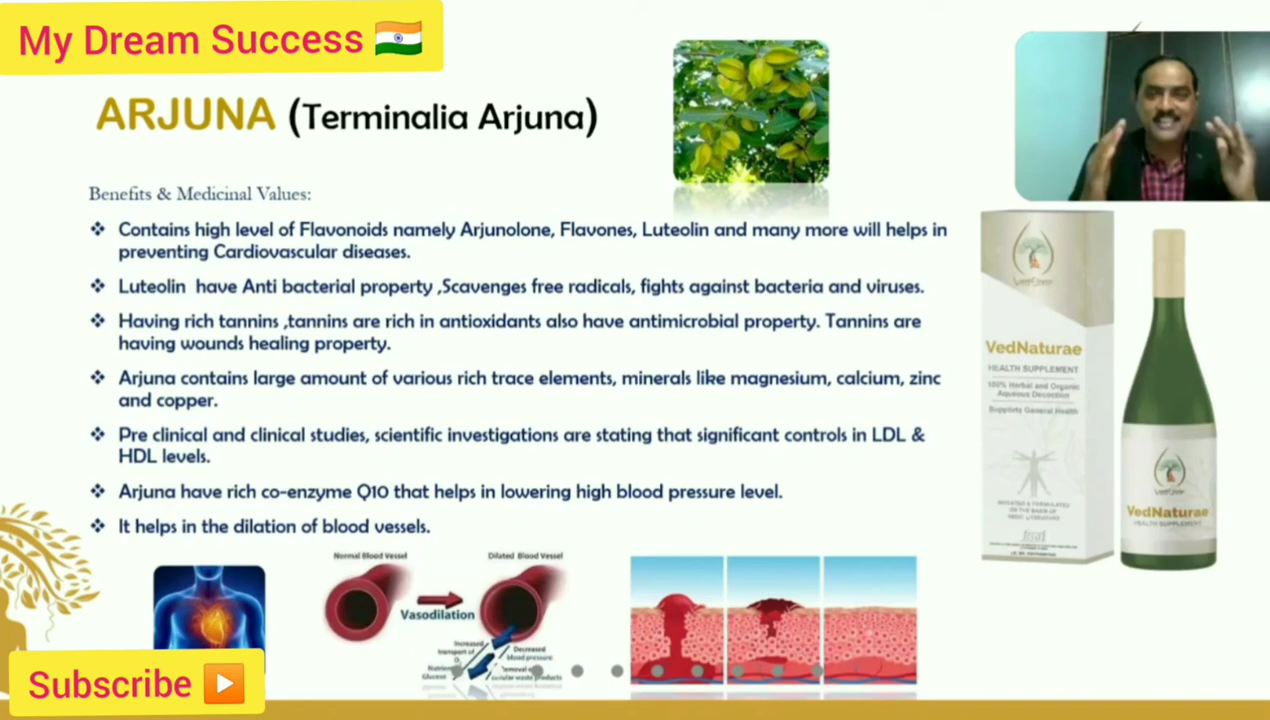 My Dream Success
ARJUNA (Terminalia Arjuna)
Benefits & Medicinal Values:
Contains high level of Flavonoids namely Arjunolone, Flavones, Luteolin and many more will helps in
preventing Cardiovascular diseases.
Luteolin have Anti bacterial property ,Scavenges free radicals, fights against bacteria and viruses.
Having rich tannins ,tannins are rich in antioxidants also have antimicrobial property. Tannins are
having wounds healing property.
Arjuna contains large amount of various rich trace elements, minerals like magnesium, calcium, zinc
and copper.
Pre clinical and clinical studies, scientific investigations are stating that significant controls in LDL &
HDL levels.
Arjuna have rich co-enzyme Q10 that helps in lowering high blood pressure level.
It helps in the dilation of blood vessels.
VedNaturae
HEALTH SUPPLEMENT
100% Herbal and Organic
Aqueous Decoction
Supports General Health
fssai
VedNaturae
HEALTH SUPPLEMENT
Normal Blood Vessel
Dilated Blood Vessel
Vasodilation
Increased
transport of
Decreased
blood pressure
Glucose
Subscribe